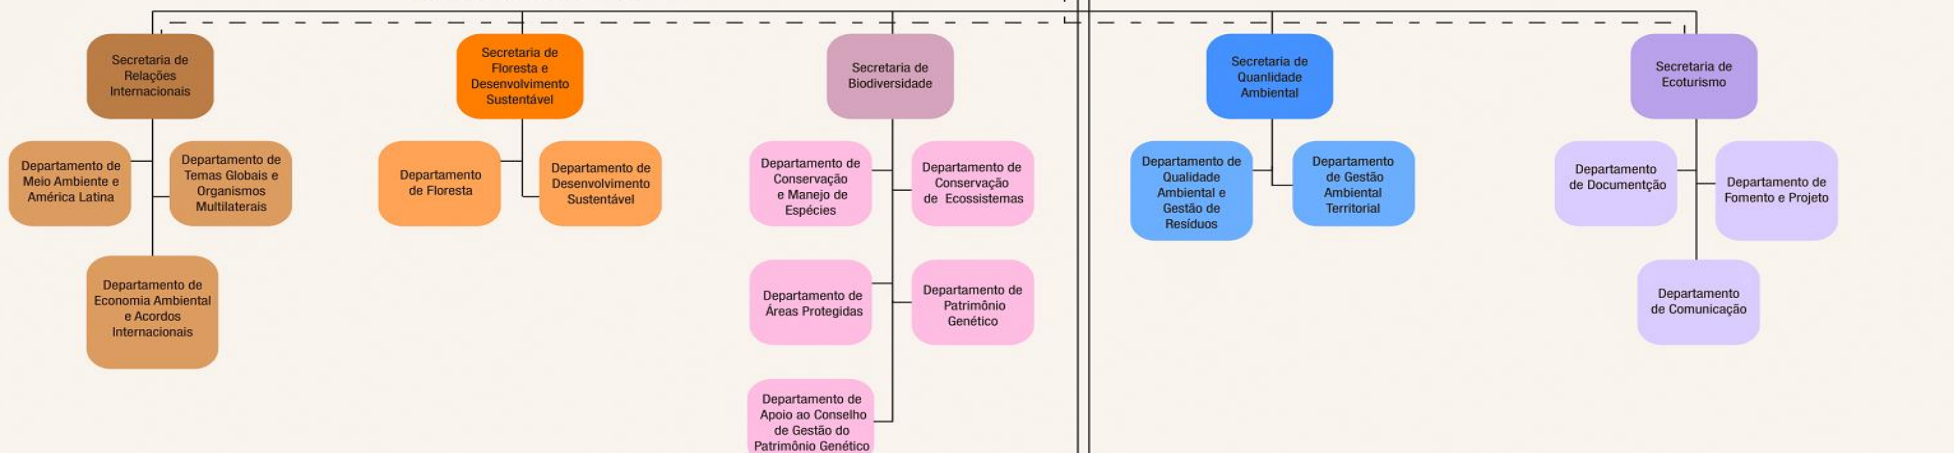 Secretaria de
Relações
Internacionais
Secretaria de
Floresta e
Desenvolvimento
Sustentável
Secretaria de
Biodiversidade
Secretaria de
Quanlidade
Ambiental
Secretaria de
Ecoturismo
Departamento de
Meio Ambiente e
América Latina
Departamento de
Temas Globais e
Organismos
Multilaterais
Departamento
de Floresta
Departamento de
Desenvolvimento
Sustentável
Departamento de
Conservação
e Manejo de
Espécies
Departamento de
Conservação
de Ecossistemas
Departamento de
Qualidade
Ambiental e
Gestão de
Resíduos
Departamento
de Gestão
Ambiental
Territorial
Departamento
de Documentção
Departamento de
Fomento e Projeto
Departamento de
Economia Ambiental
e Acordos
Internacionais
Departamento de
Áreas Protegidas
Departamento de
Patrimônio
Genético
Departamento
de Comunicação
Departamento de
Apoio ao Conselho
de Gestão do
Patrimônio Genético